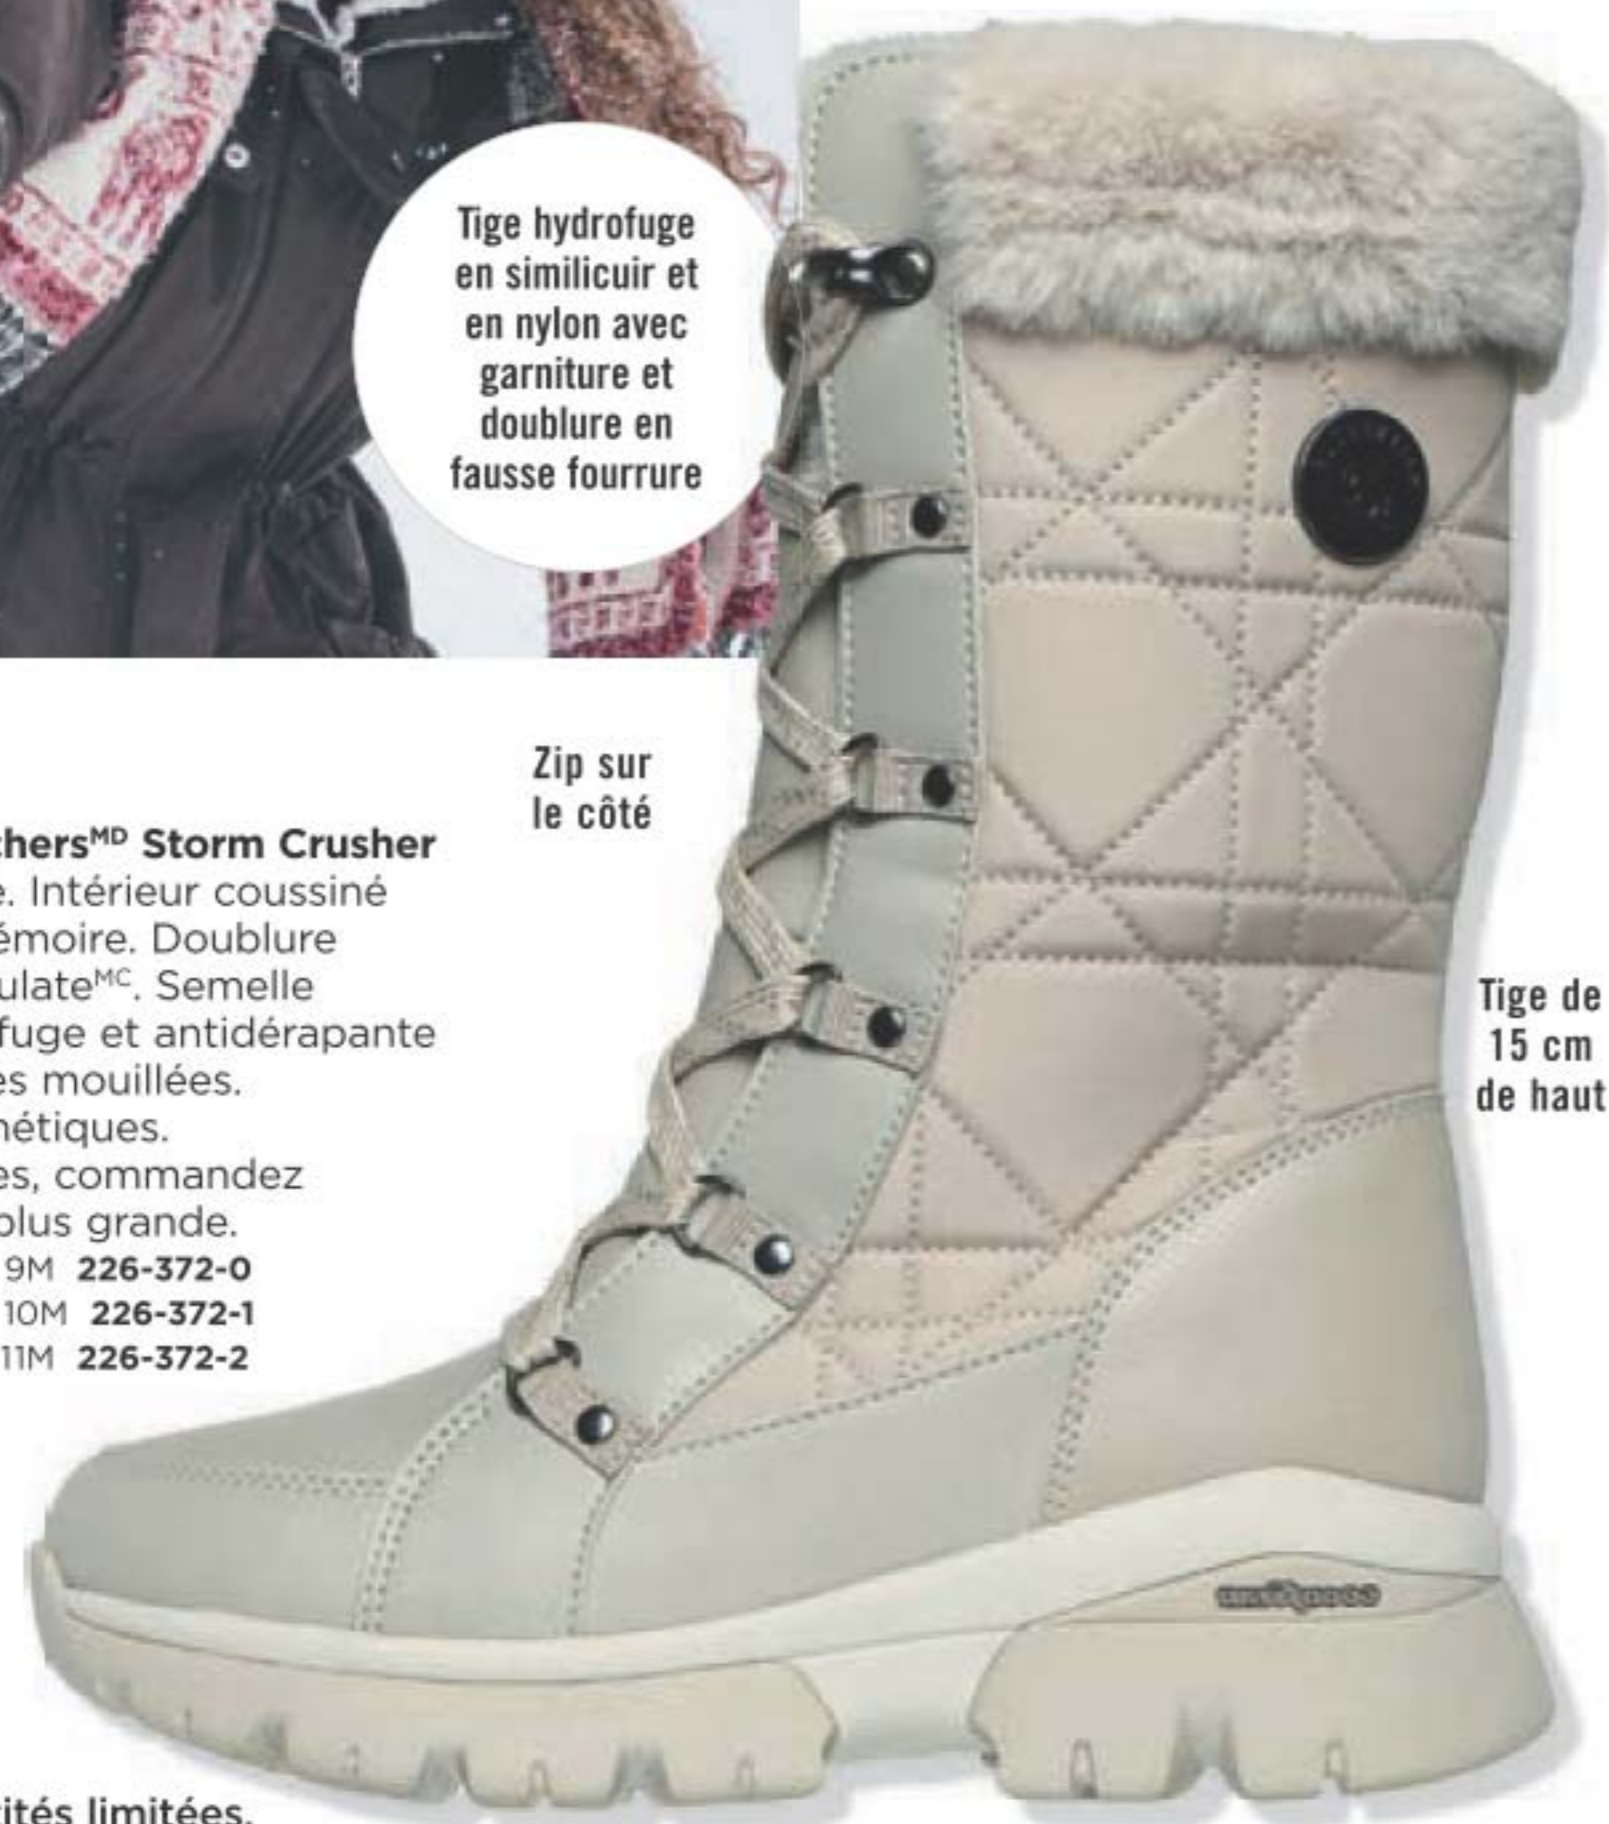 Tige hydrofuge
en similicuir et
en nylon avec
garniture et
doublure en
fausse fourrure
Zip sur
le côté
chersᴹᴰ Storm Crusher
e. Intérieur coussiné
émoire. Doublure
ulateᴹᶜ. Semelle
fuge et antidérapante
es mouillées.
hétiques.
es, commandez
plus grande.
9M 226-372-0
10M 226-372-1
11M 226-372-2
Tige de
15 cm
de haut
tités limitées.